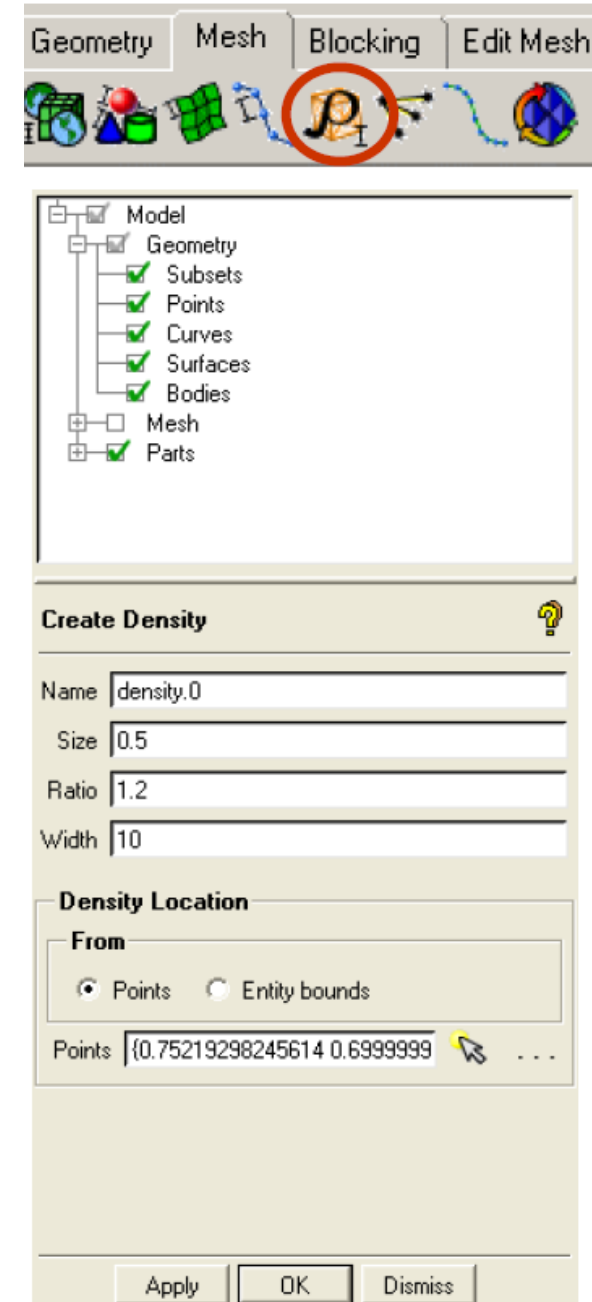 Geometry Mesh Blocking Edit Mesh
ρ
Model
Geometry
Subsets
Points
Curves
Surfaces
Bodies
Mesh
Parts
Create Density ?
Name density.0
Size 0.5
Ratio 1.2
Width 10
Density Location
From
Points Entity bounds
Points {0.75219298245614 0.6999999 ...
Apply OK Dismiss